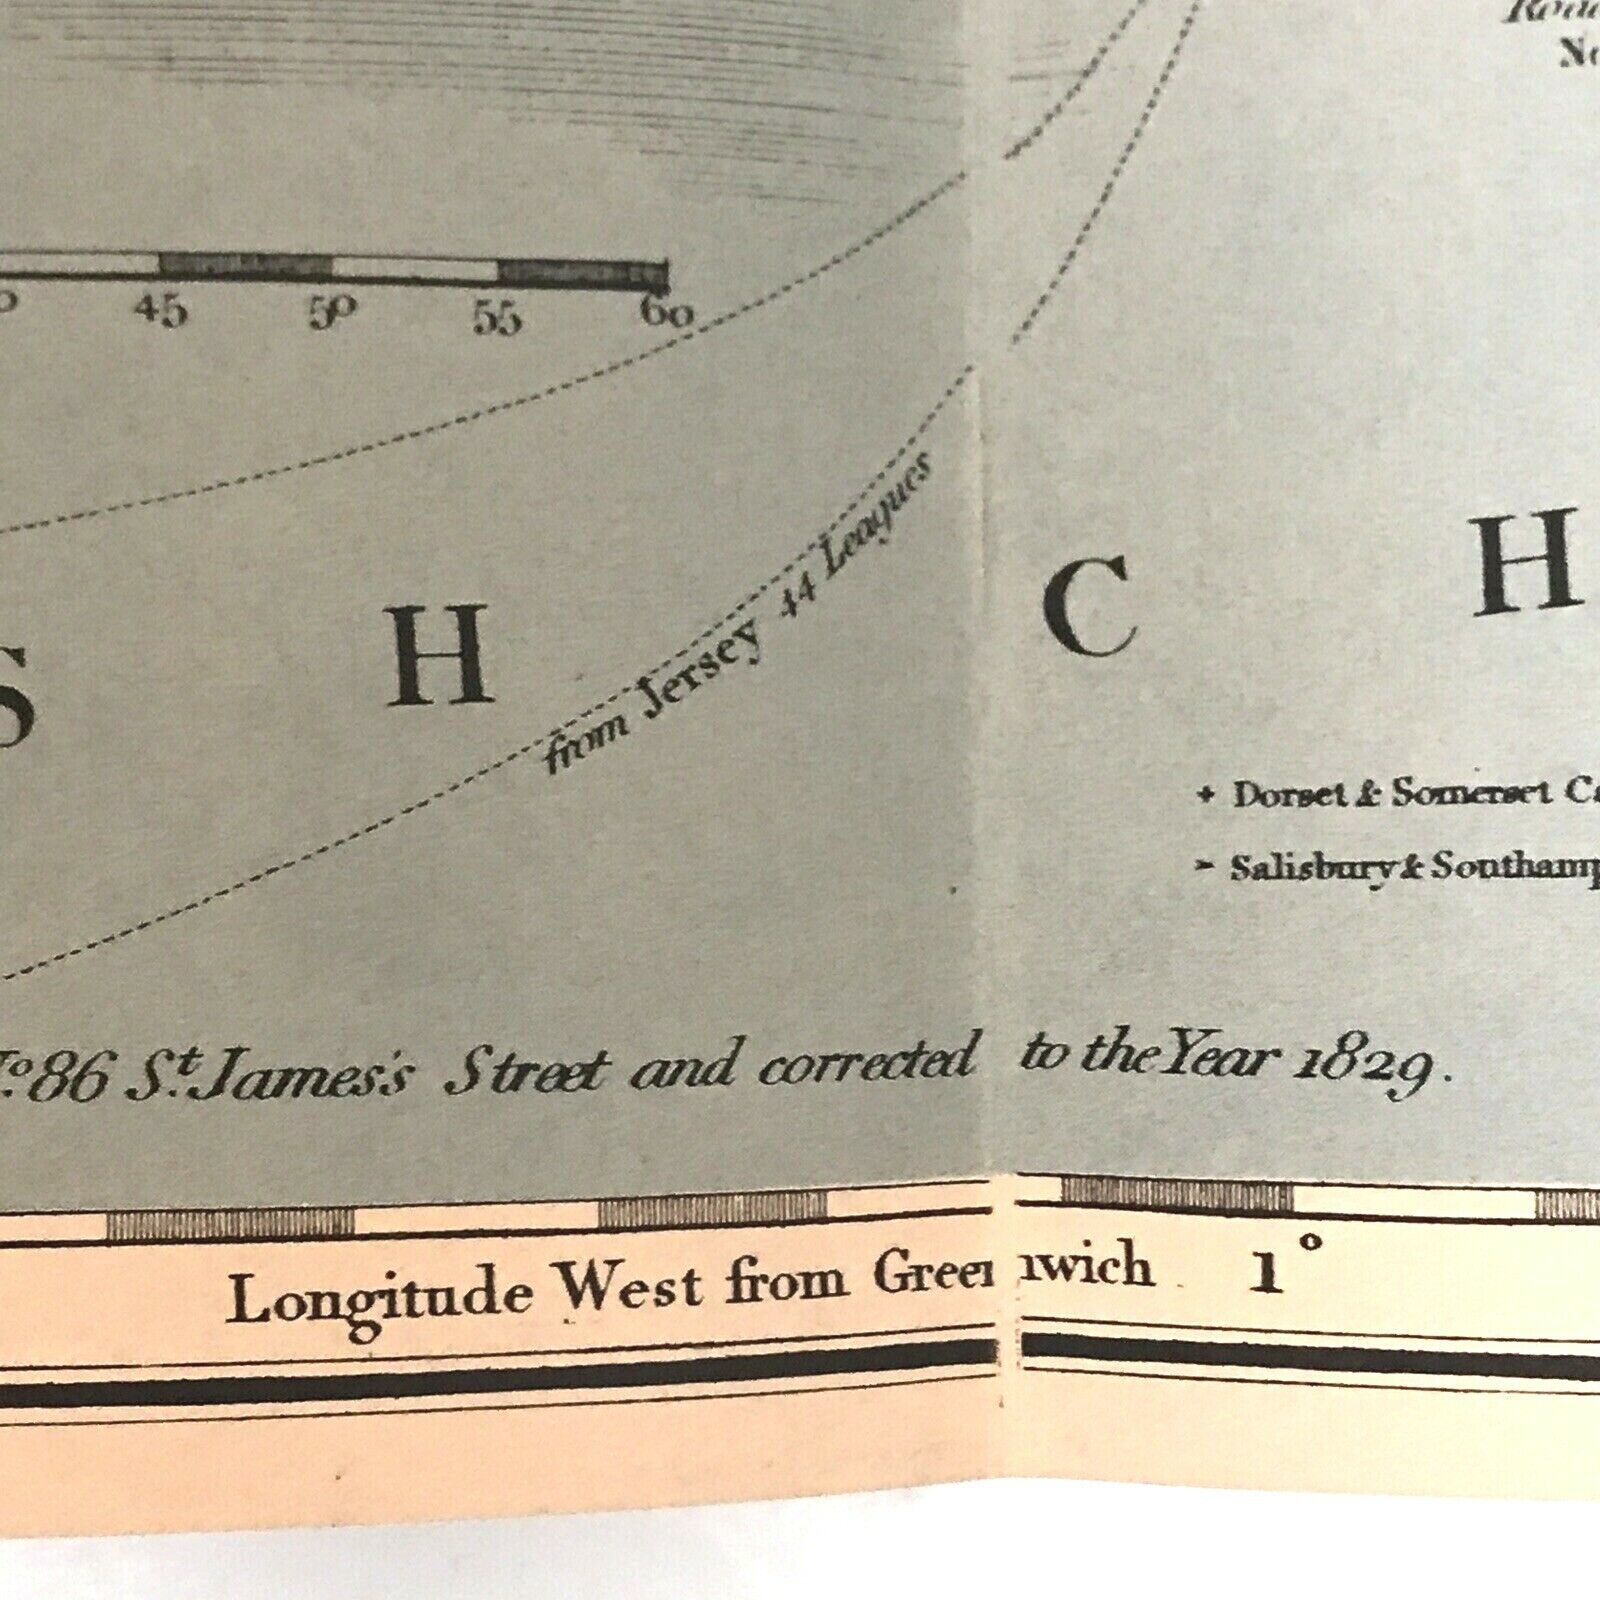 45 50 55 60
S H C H
from Jersey 44 Leagues
+ Dorset & Somerset
Salisbury & Southamp
No. 86 St. James's Street and corrected to the Year 1829.
Longitude West from Greenwich 1°